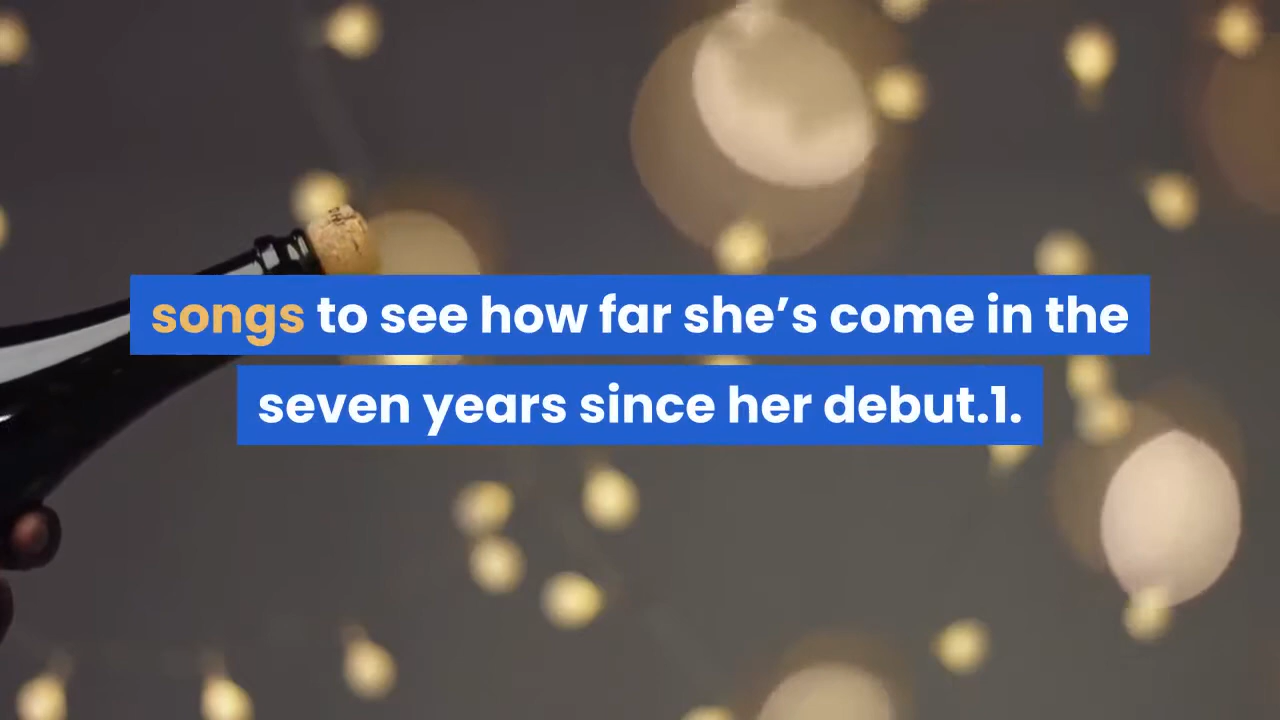 songs to see how far she’s come in the
seven years since her debut.1.